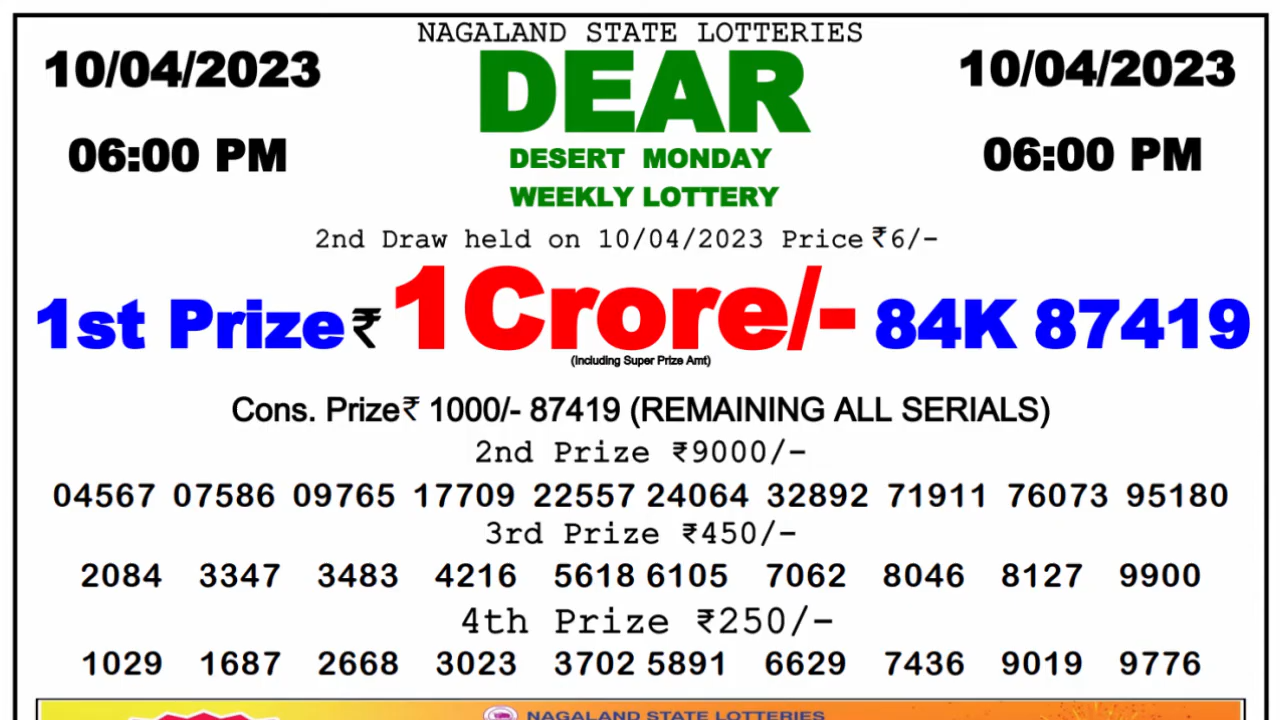 NAGALAND STATE LOTTERIES
10/04/2023 DEAR 10/04/2023
06:00 PM DESERT MONDAY 06:00 PM
WEEKLY LOTTERY
2nd Draw held on 10/04/2023 Price ₹6/-
1st Prize ₹ 1Crore/- 84K 87419
(Including Super Prize Amt)
Cons. Prize ₹ 1000/- 87419 (REMAINING ALL SERIALS)
2nd Prize ₹9000/-
04567 07586 09765 17709 22557 24064 32892 71911 76073 95180
3rd Prize ₹450/-
2084 3347 3483 4216 5618 6105 7062 8046 8127 9900
4th Prize ₹250/-
1029 1687 2668 3023 3702 5891 6629 7436 9019 9776
NAGALAND STATE LOTTERIES